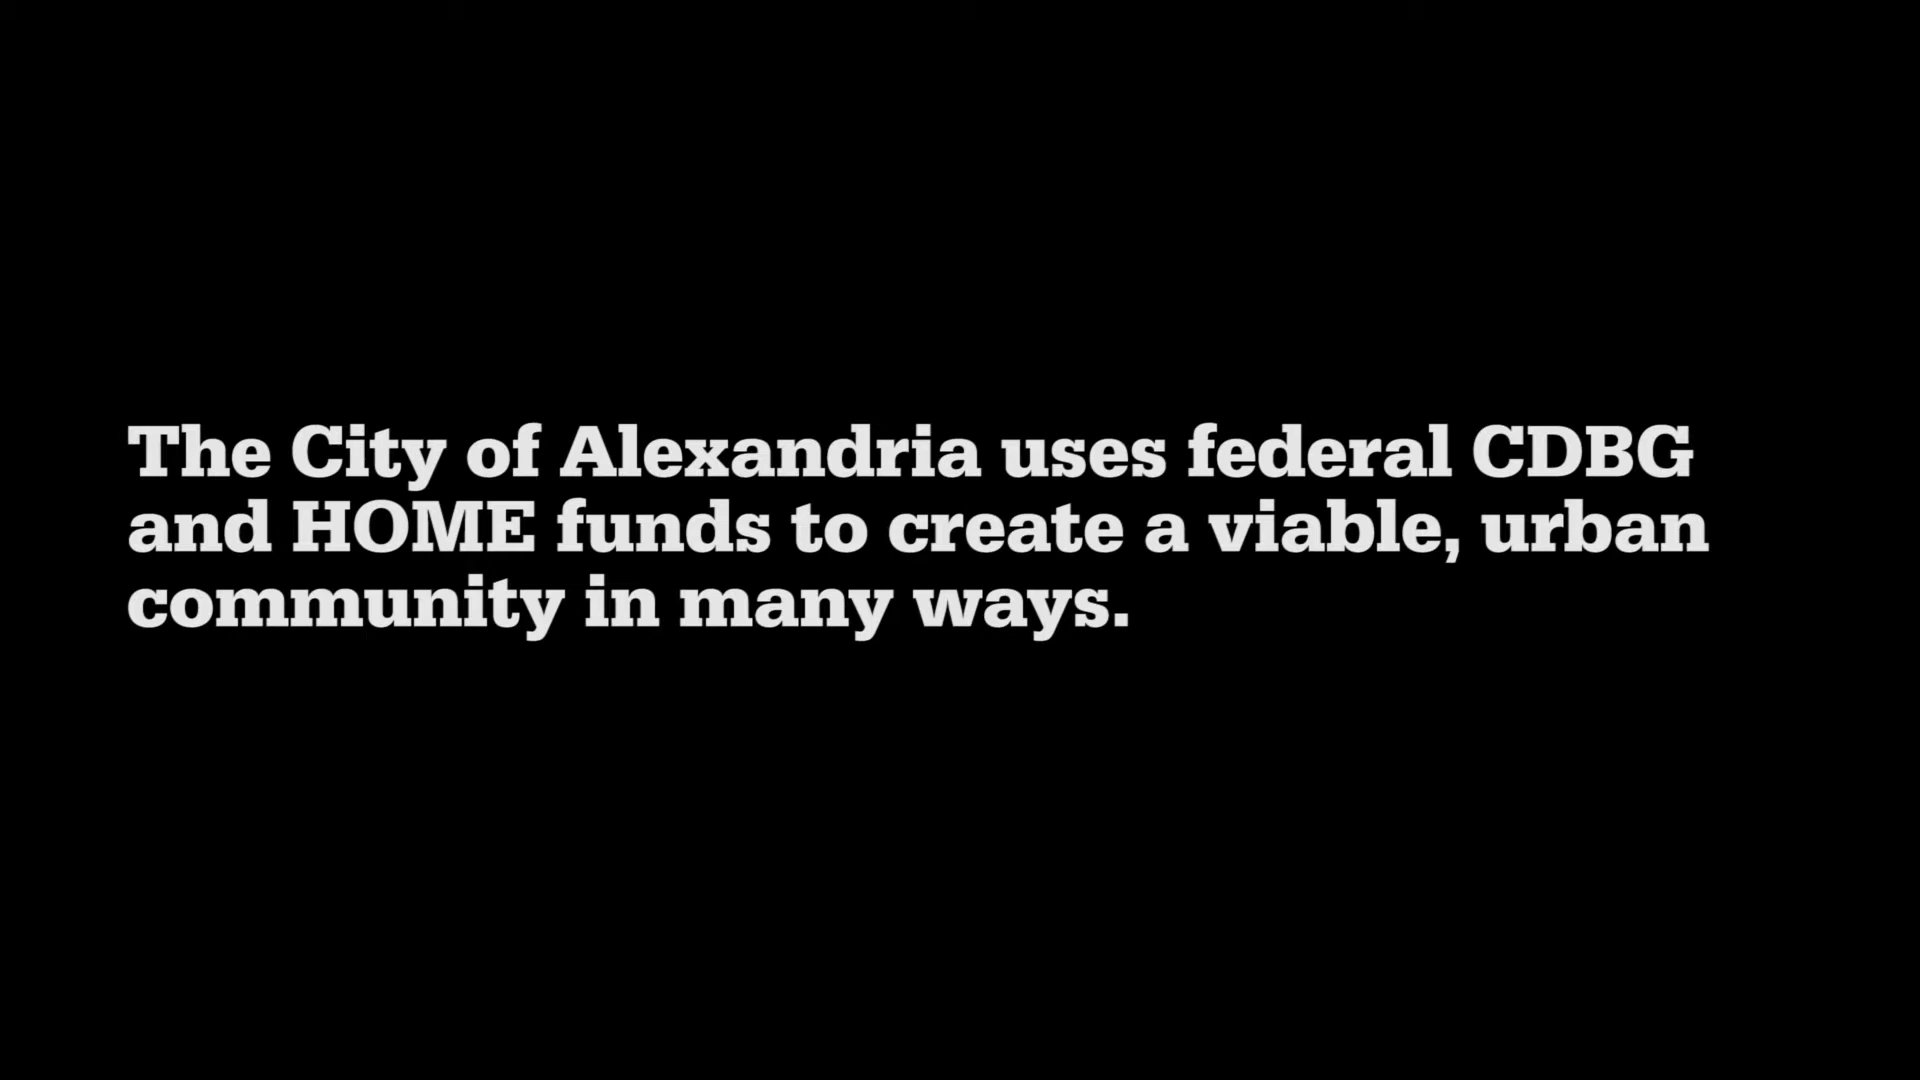 The City of Alexandria uses federal CDBG
and HOME funds to create a viable, urban
community in many ways.